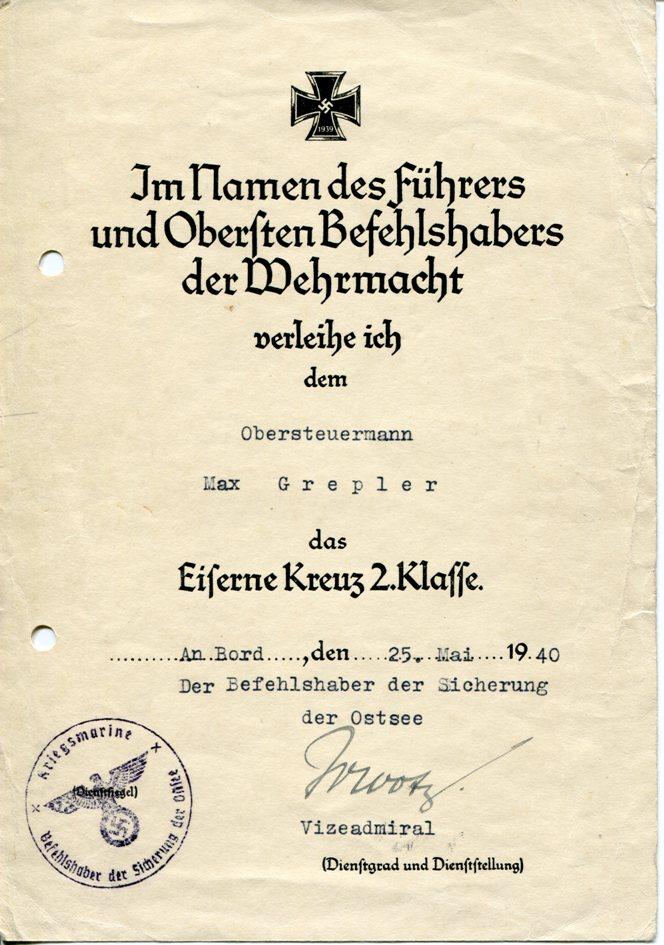 1939
Im Namen des Führers
und Oberſten Befehlshabers
der Wehrmacht
verleihe ich
dem
Obersteuermann
Max G r e p l e r
das
Eiſerne Kreuz 2.Klaſſe.
..........An Bord.....,den....25. Mai....19 40
Der Befehlshaber der Sicherung
der Ostsee
Vizeadmiral
(Dienſtgrad und Dienſtſtellung)
Kriegsmarine
(Dienſtſiegel)
Befehlshaber der Sicherung der Oſtſee